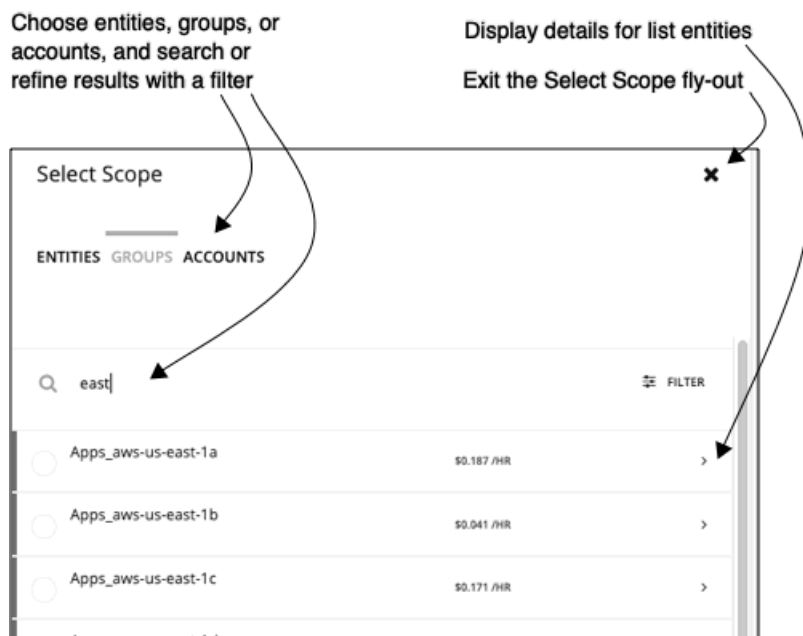 Choose entities, groups, or
accounts, and search or
refine results with a filter
Display details for list entities
Exit the Select Scope fly-out
Select Scope
ENTITIES GROUPS ACCOUNTS
east
FILTER
Apps_aws-us-east-1a $0.187 /HR
Apps_aws-us-east-1b $0.041 /HR
Apps_aws-us-east-1c $0.171 /HR